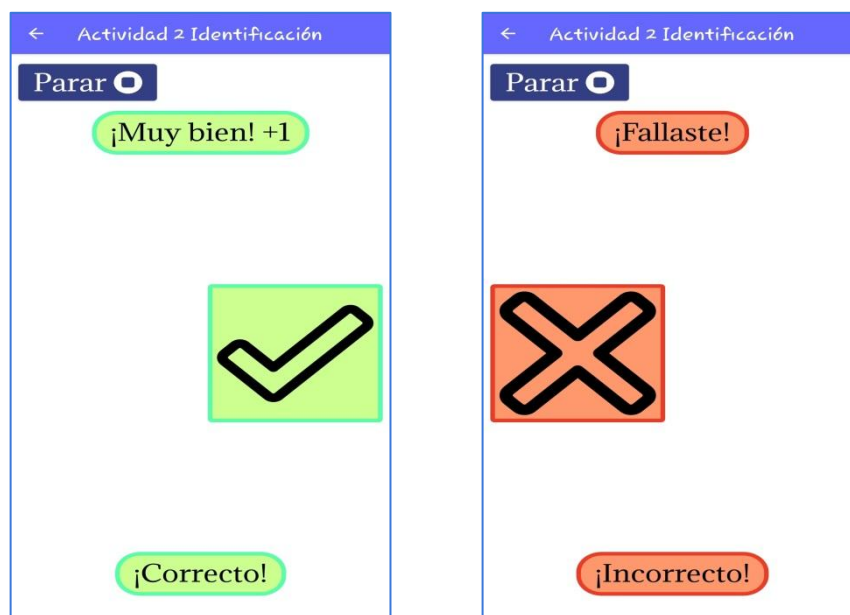 Actividad 2 Identificación
Parar
¡Muy bien! +1
¡Correcto!
Actividad 2 Identificación
Parar
¡Fallaste!
¡Incorrecto!